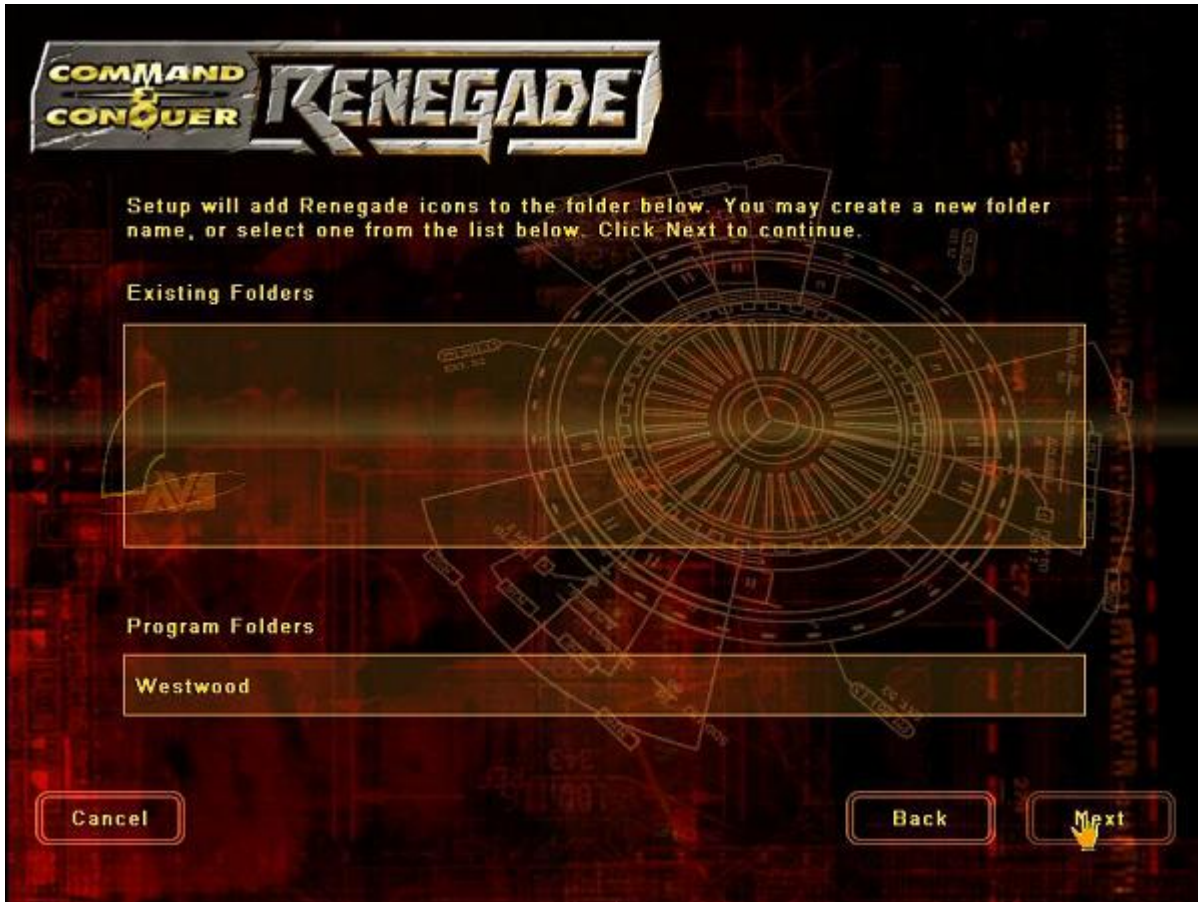 COMMAND
&
CONQUER
RENEGADE
Setup will add Renegade icons to the folder below. You may create a new folder
name, or select one from the list below. Click Next to continue.
Existing Folders
Program Folders
Westwood
Cancel
Back
Next